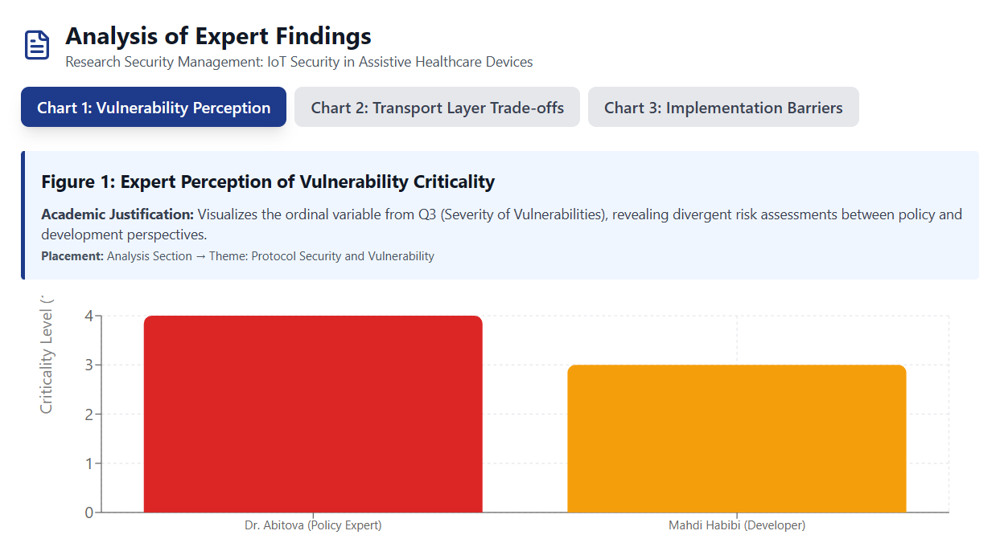 Analysis of Expert Findings
Research Security Management: IoT Security in Assistive Healthcare Devices
Chart 1: Vulnerability Perception
Chart 2: Transport Layer Trade-offs
Chart 3: Implementation Barriers
Figure 1: Expert Perception of Vulnerability Criticality
Academic Justification: Visualizes the ordinal variable from Q3 (Severity of Vulnerabilities), revealing divergent risk assessments between policy and
development perspectives.
Placement: Analysis Section → Theme: Protocol Security and Vulnerability
Criticality Level (
4
3
2
1
0
Dr. Abitova (Policy Expert)
Mahdi Habibi (Developer)